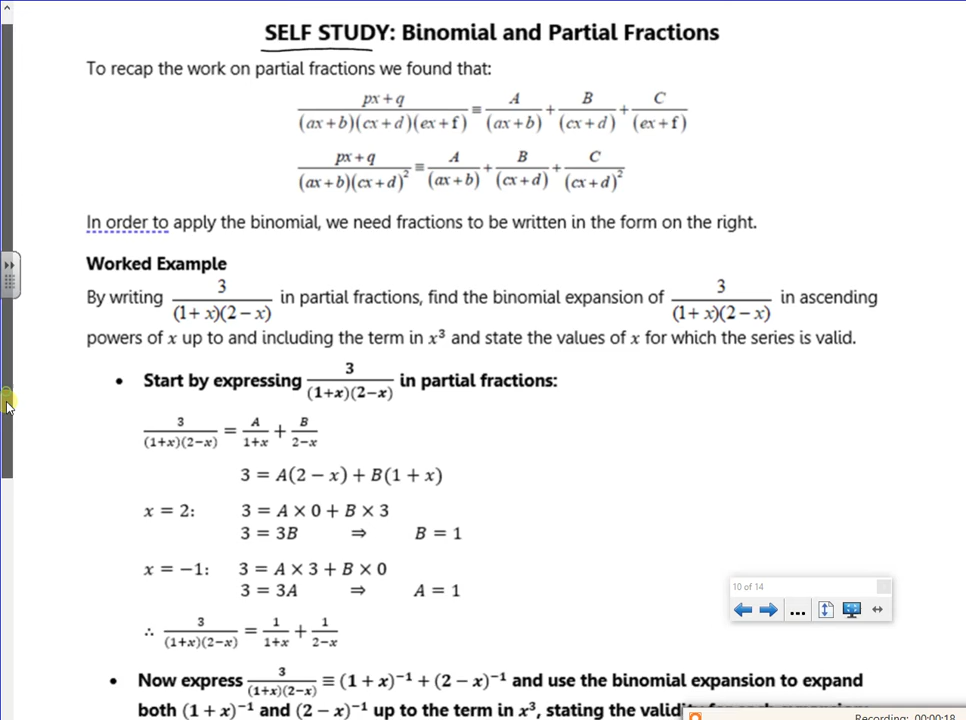 SELF STUDY: Binomial and Partial Fractions
To recap the work on partial fractions we found that:
(px+q)/((ax+b)(cx+d)(ex+f)) ≡ A/(ax+b) + B/(cx+d) + C/(ex+f)
(px+q)/((ax+b)(cx+d)²) ≡ A/(ax+b) + B/(cx+d) + C/(cx+d)²
In order to apply the binomial, we need fractions to be written in the form on the right.
Worked Example
By writing 3/((1+x)(2−x)) in partial fractions, find the binomial expansion of 3/((1+x)(2−x)) in ascending
powers of x up to and including the term in x³ and state the values of x for which the series is valid.
• Start by expressing 3/((1+x)(2−x)) in partial fractions:
3/((1+x)(2−x)) = A/(1+x) + B/(2−x)
3 = A(2 − x) + B(1 + x)
x = 2: 3 = A × 0 + B × 3
3 = 3B ⇒ B = 1
x = −1: 3 = A × 3 + B × 0
3 = 3A ⇒ A = 1
∴ 3/((1+x)(2−x)) = 1/(1+x) + 1/(2−x)
10 of 14
• Now express 3/((1+x)(2−x)) ≡ (1 + x)⁻¹ + (2 − x)⁻¹ and use the binomial expansion to expand
both (1 + x)⁻¹ and (2 − x)⁻¹ up to the term in x³, stating the
Recording: 00:00:18